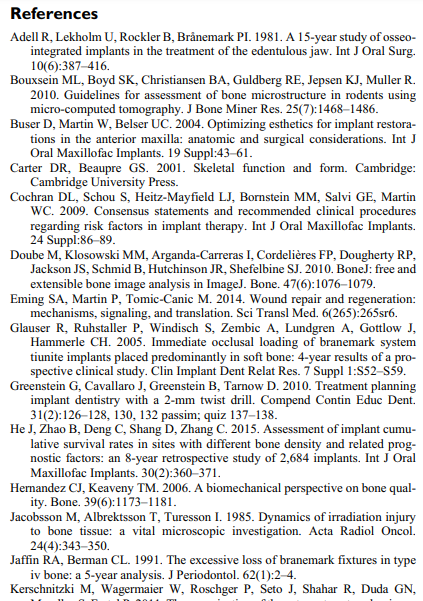 References
Adell R, Lekholm U, Rockler B, Brånemark PI. 1981. A 15-year study of osseo-
integrated implants in the treatment of the edentulous jaw. Int J Oral Surg.
10(6):387–416.
Bouxsein ML, Boyd SK, Christiansen BA, Guldberg RE, Jepsen KJ, Muller R.
2010. Guidelines for assessment of bone microstructure in rodents using
micro-computed tomography. J Bone Miner Res. 25(7):1468–1486.
Buser D, Martin W, Belser UC. 2004. Optimizing esthetics for implant restora-
tions in the anterior maxilla: anatomic and surgical considerations. Int J
Oral Maxillofac Implants. 19 Suppl:43–61.
Carter DR, Beaupre GS. 2001. Skeletal function and form. Cambridge:
Cambridge University Press.
Cochran DL, Schou S, Heitz-Mayfield LJ, Bornstein MM, Salvi GE, Martin
WC. 2009. Consensus statements and recommended clinical procedures
regarding risk factors in implant therapy. Int J Oral Maxillofac Implants.
24 Suppl:86–89.
Doube M, Klosowski MM, Arganda-Carreras I, Cordelières FP, Dougherty RP,
Jackson JS, Schmid B, Hutchinson JR, Shefelbine SJ. 2010. BoneJ: free and
extensible bone image analysis in ImageJ. Bone. 47(6):1076–1079.
Eming SA, Martin P, Tomic-Canic M. 2014. Wound repair and regeneration:
mechanisms, signaling, and translation. Sci Transl Med. 6(265):265sr6.
Glauser R, Ruhstaller P, Windisch S, Zembic A, Lundgren A, Gottlow J,
Hammerle CH. 2005. Immediate occlusal loading of branemark system
tiunite implants placed predominantly in soft bone: 4-year results of a pro-
spective clinical study. Clin Implant Dent Relat Res. 7 Suppl 1:S52–S59.
Greenstein G, Cavallaro J, Greenstein B, Tarnow D. 2010. Treatment planning
implant dentistry with a 2-mm twist drill. Compend Contin Educ Dent.
31(2):126–128, 130, 132 passim; quiz 137–138.
He J, Zhao B, Deng C, Shang D, Zhang C. 2015. Assessment of implant cumu-
lative survival rates in sites with different bone density and related prog-
nostic factors: an 8-year retrospective study of 2,684 implants. Int J Oral
Maxillofac Implants. 30(2):360–371.
Hernandez CJ, Keaveny TM. 2006. A biomechanical perspective on bone qual-
ity. Bone. 39(6):1173–1181.
Jacobsson M, Albrektsson T, Turesson I. 1985. Dynamics of irradiation injury
to bone tissue: a vital microscopic investigation. Acta Radiol Oncol.
24(4):343–350.
Jaffin RA, Berman CL. 1991. The excessive loss of branemark fixtures in type
iv bone: a 5-year analysis. J Periodontol. 62(1):2–4.
Kerschnitzki M, Wagermaier W, Roschger P, Seto J, Shahar R, Duda GN,